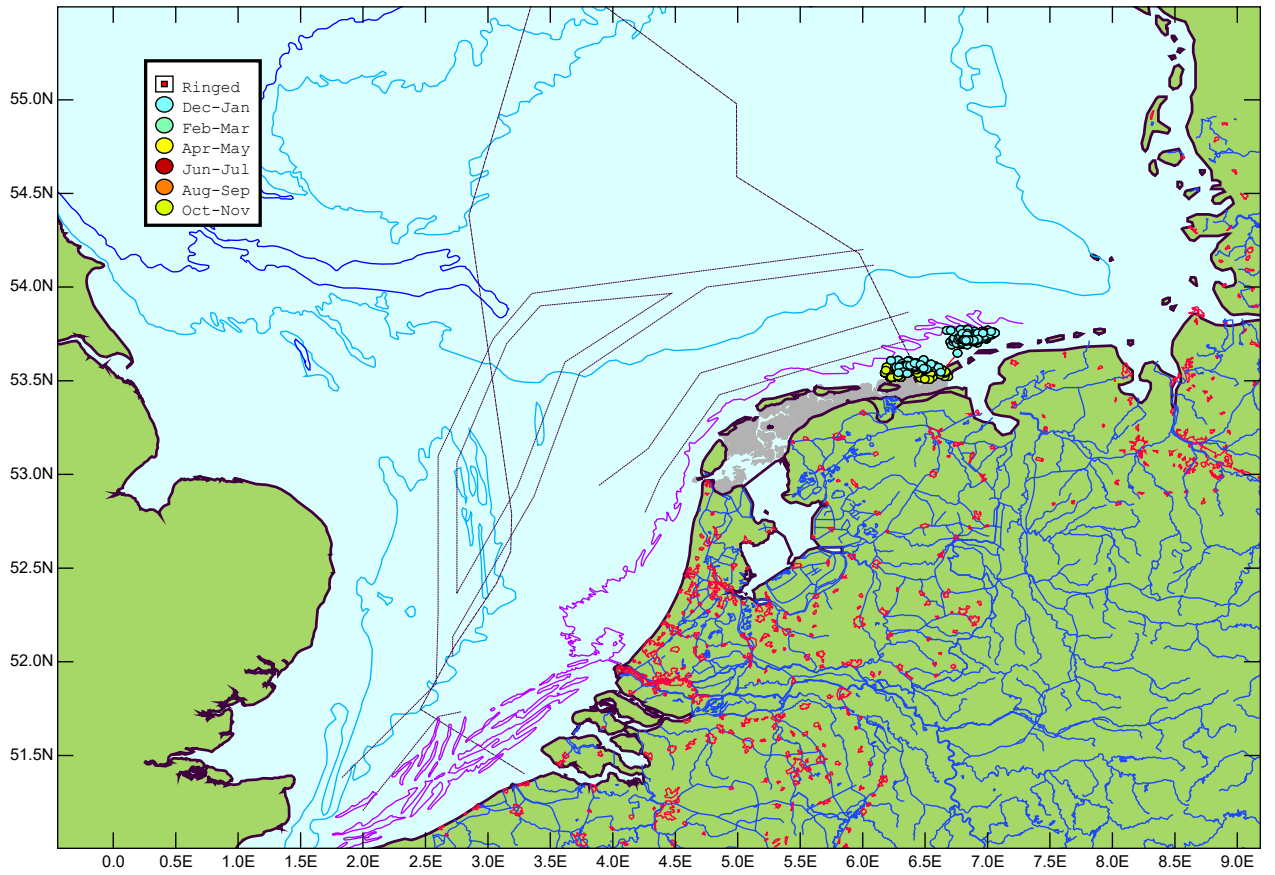 Ringed
Dec-Jan
Feb-Mar
Apr-May
Jun-Jul
Aug-Sep
Oct-Nov
55.0N
54.5N
54.0N
53.5N
53.0N
52.5N
52.0N
51.5N
0.0 0.5E 1.0E 1.5E 2.0E 2.5E 3.0E 3.5E 4.0E 4.5E 5.0E 5.5E 6.0E 6.5E 7.0E 7.5E 8.0E 8.5E 9.0E